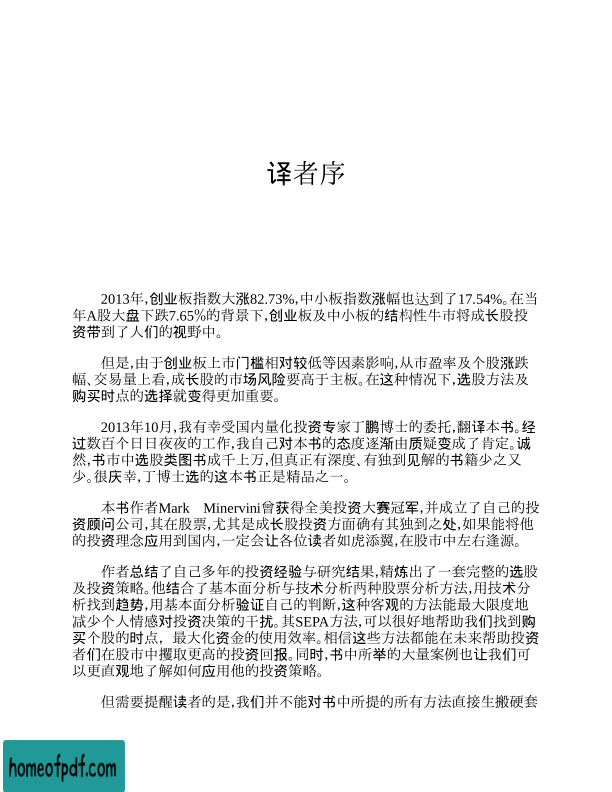 译者序
2013年,创业板指数大涨82.73%,中小板指数涨幅也达到了17.54%。在当
年A股大盘下跌7.65%的背景下,创业板及中小板的结构性牛市将成长股投
资带到了人们的视野中。
但是,由于创业板上市门槛相对较低等因素影响,从市盈率及个股涨跌
幅、交易量上看,成长股的市场风险要高于主板。在这种情况下,选股方法及
购买时点的选择就变得更加重要。
2013年10月,我有幸受国内量化投资专家丁鹏博士的委托,翻译本书。经
过数百个日日夜夜的工作,我自己对本书的态度逐渐由质疑变成了肯定。诚
然,书市中选股类图书成千上万,但真正有深度、有独到见解的书籍少之又
少。很庆幸,丁博士选的这本书正是精品之一。
本书作者Mark Minervini曾获得全美投资大赛冠军,并成立了自己的投
资顾问公司,其在股票,尤其是成长股投资方面确有其独到之处,如果能将他
的投资理念应用到国内,一定会让各位读者如虎添翼,在股市中左右逢源。
作者总结了自己多年的投资经验与研究结果,精炼出了一套完整的选股
及投资策略。他结合了基本面分析与技术分析两种股票分析方法,用技术分
析找到趋势,用基本面分析验证自己的判断,这种客观的方法能最大限度地
减少个人情感对投资决策的干扰。其SEPA方法,可以很好地帮助我们找到购
买个股的时点，最大化资金的使用效率。相信这些方法都能在未来帮助投资
者们在股市中攫取更高的投资回报。同时,书中所举的大量案例也让我们可
以更直观地了解如何应用他的投资策略。
但需要提醒读者的是,我们并不能对书中所提的所有方法直接生搬硬套
homeofpdf.com